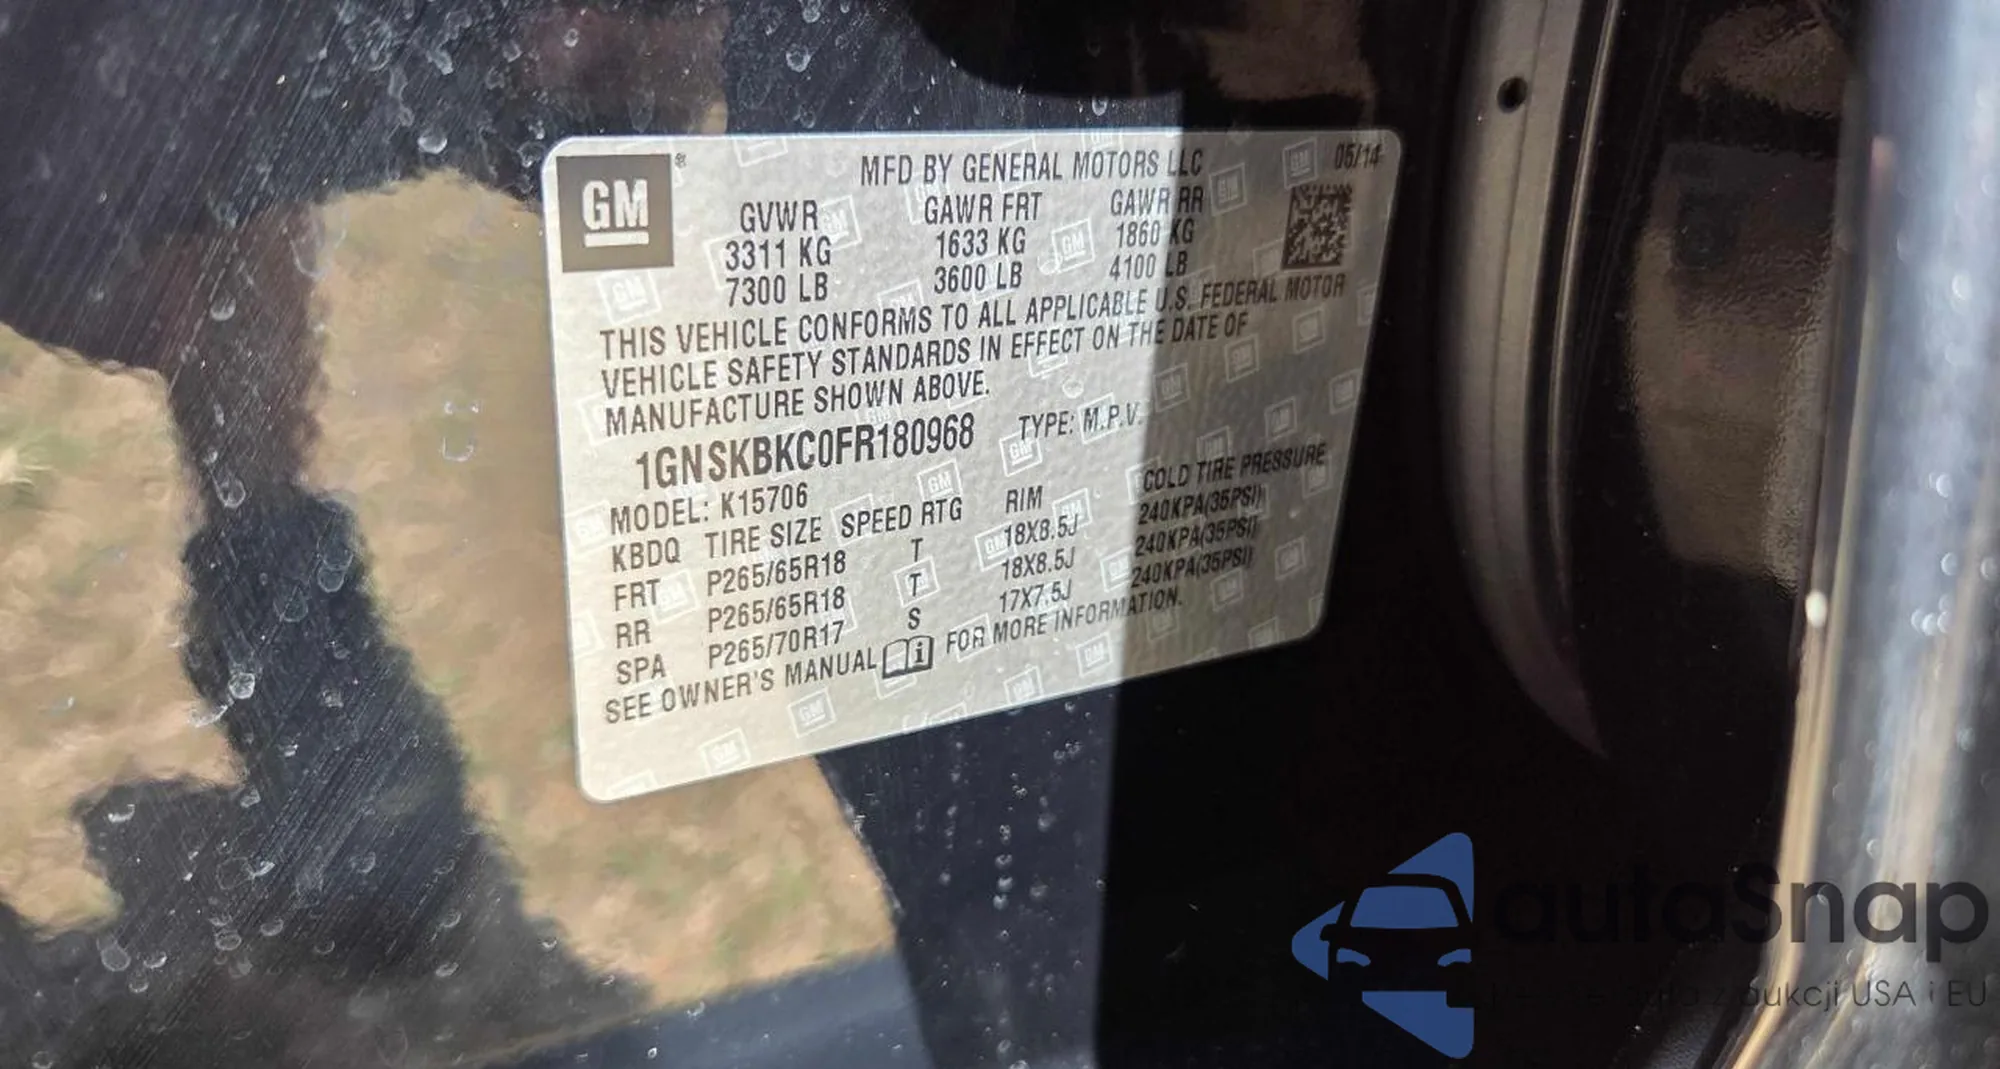 GM®
MFD BY GENERAL MOTORS LLC 05/14
GVWR GAWR FRT GAWR RR
3311 KG 1633 KG 1860 KG
7300 LB 3600 LB 4100 LB
THIS VEHICLE CONFORMS TO ALL APPLICABLE U.S. FEDERAL MOTOR
VEHICLE SAFETY STANDARDS IN EFFECT ON THE DATE OF
MANUFACTURE SHOWN ABOVE.
1GNSKBKC0FR180968 TYPE: M.P.V.
MODEL: K15706
KBDQ TIRE SIZE SPEED RTG RIM COLD TIRE PRESSURE
FRT P265/65R18 T 18X8.5J 240KPA(35PSI)
RR P265/65R18 T 18X8.5J 240KPA(35PSI)
SPA P265/70R17 S 17X7.5J 240KPA(35PSI)
SEE OWNER'S MANUAL i FOR MORE INFORMATION.
autoSnap
auto z aukcji USA i EU